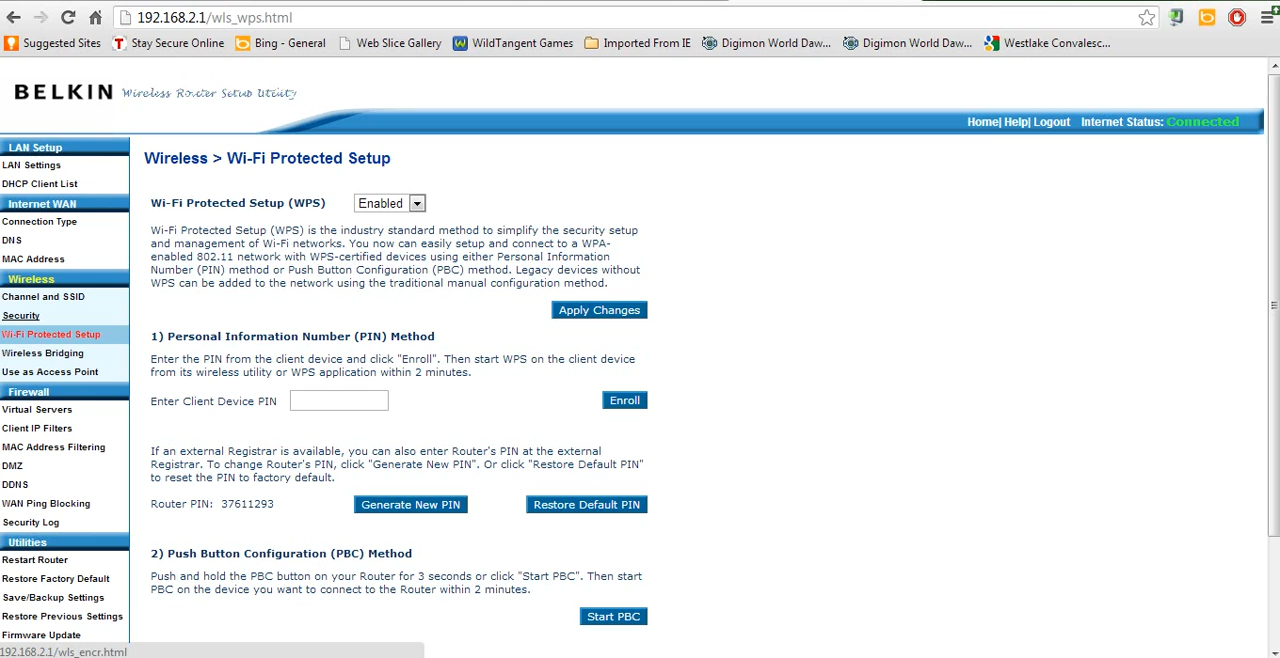 192.168.2.1/wls_wps.html
Suggested Sites Stay Secure Online Bing - General Web Slice Gallery WildTangent Games Imported From IE Digimon World Daw... Digimon World Daw... Westlake Convalesc...
BELKIN Wireless Router Setup Utility
Home| Help| Logout Internet Status: Connected
LAN Setup
LAN Settings
DHCP Client List
Internet WAN
Connection Type
DNS
MAC Address
Wireless
Channel and SSID
Security
Wi-Fi Protected Setup
Wireless Bridging
Use as Access Point
Firewall
Virtual Servers
Client IP Filters
MAC Address Filtering
DMZ
DDNS
WAN Ping Blocking
Security Log
Utilities
Restart Router
Restore Factory Default
Save/Backup Settings
Restore Previous Settings
Firmware Update
192.168.2.1/wls_encr.html
Wireless > Wi-Fi Protected Setup
Wi-Fi Protected Setup (WPS) Enabled
Wi-Fi Protected Setup (WPS) is the industry standard method to simplify the security setup
and management of Wi-Fi networks. You now can easily setup and connect to a WPA-
enabled 802.11 network with WPS-certified devices using either Personal Information
Number (PIN) method or Push Button Configuration (PBC) method. Legacy devices without
WPS can be added to the network using the traditional manual configuration method.
Apply Changes
1) Personal Information Number (PIN) Method
Enter the PIN from the client device and click "Enroll". Then start WPS on the client device
from its wireless utility or WPS application within 2 minutes.
Enter Client Device PIN Enroll
If an external Registrar is available, you can also enter Router's PIN at the external
Registrar. To change Router's PIN, click "Generate New PIN". Or click "Restore Default PIN"
to reset the PIN to factory default.
Router PIN: 37611293 Generate New PIN Restore Default PIN
2) Push Button Configuration (PBC) Method
Push and hold the PBC button on your Router for 3 seconds or click "Start PBC". Then start
PBC on the device you want to connect to the Router within 2 minutes.
Start PBC